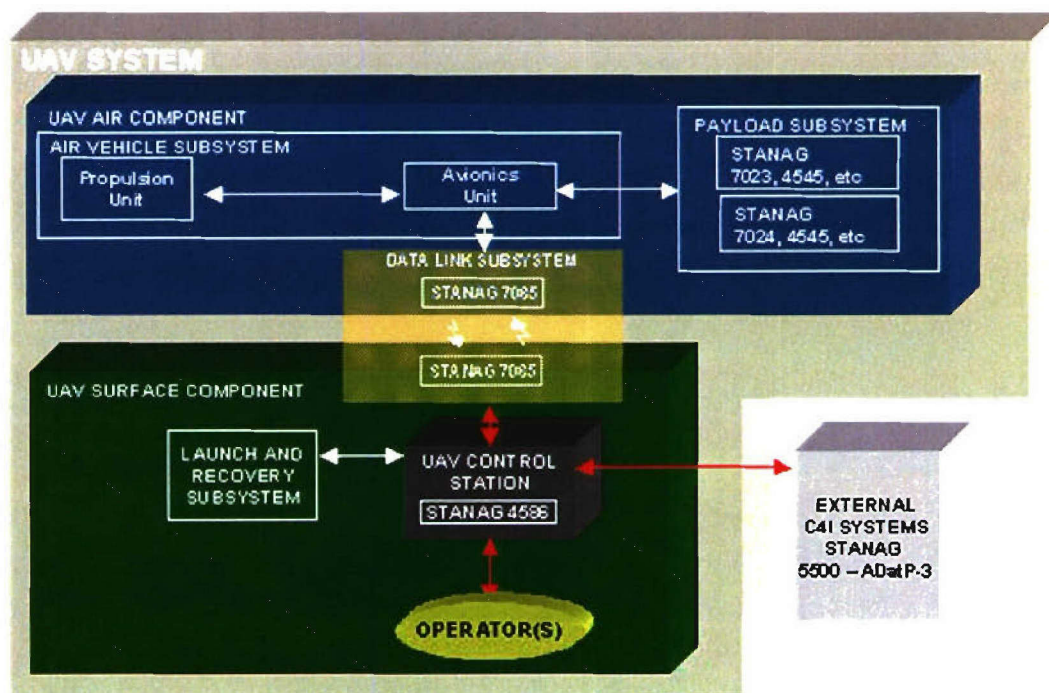 UAV SYSTEM
UAV AIR COMPONENT
AIR VEHICLE SUBSYSTEM
Propulsion
Unit
Avionics
Unit
PAYLOAD SUBSYSTEM
STANAG
7023, 4545, etc
STANAG
7024, 4545, etc
DATA LINK SUBSYSTEM
STANAG 7085
STANAG 7085
UAV SURFACE COMPONENT
LAUNCH AND
RECOVERY
SUBSYSTEM
UAV CONTROL
STATION
STANAG 4586
OPERATOR(S)
EXTERNAL
C4I SYSTEMS
STANAG
5500 – ADatP-3